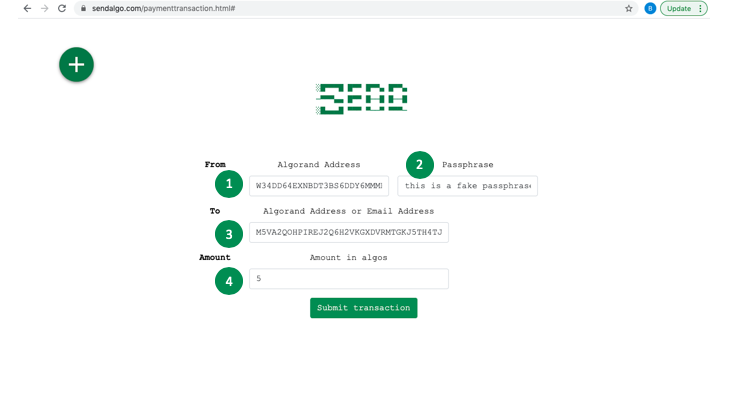 sendalgo.com/paymenttransaction.html#
B
Update
SEND
From
Algorand Address
2
Passphrase
1
W34DD64EXNBDT3BS6DDY6MMM
this is a fake passphras
To
Algorand Address or Email Address
3
M5VA2QOHPIREJ2Q6H2VKGXDVRMTGKJ5TH4TJ
Amount
Amount in algos
4
5
Submit transaction